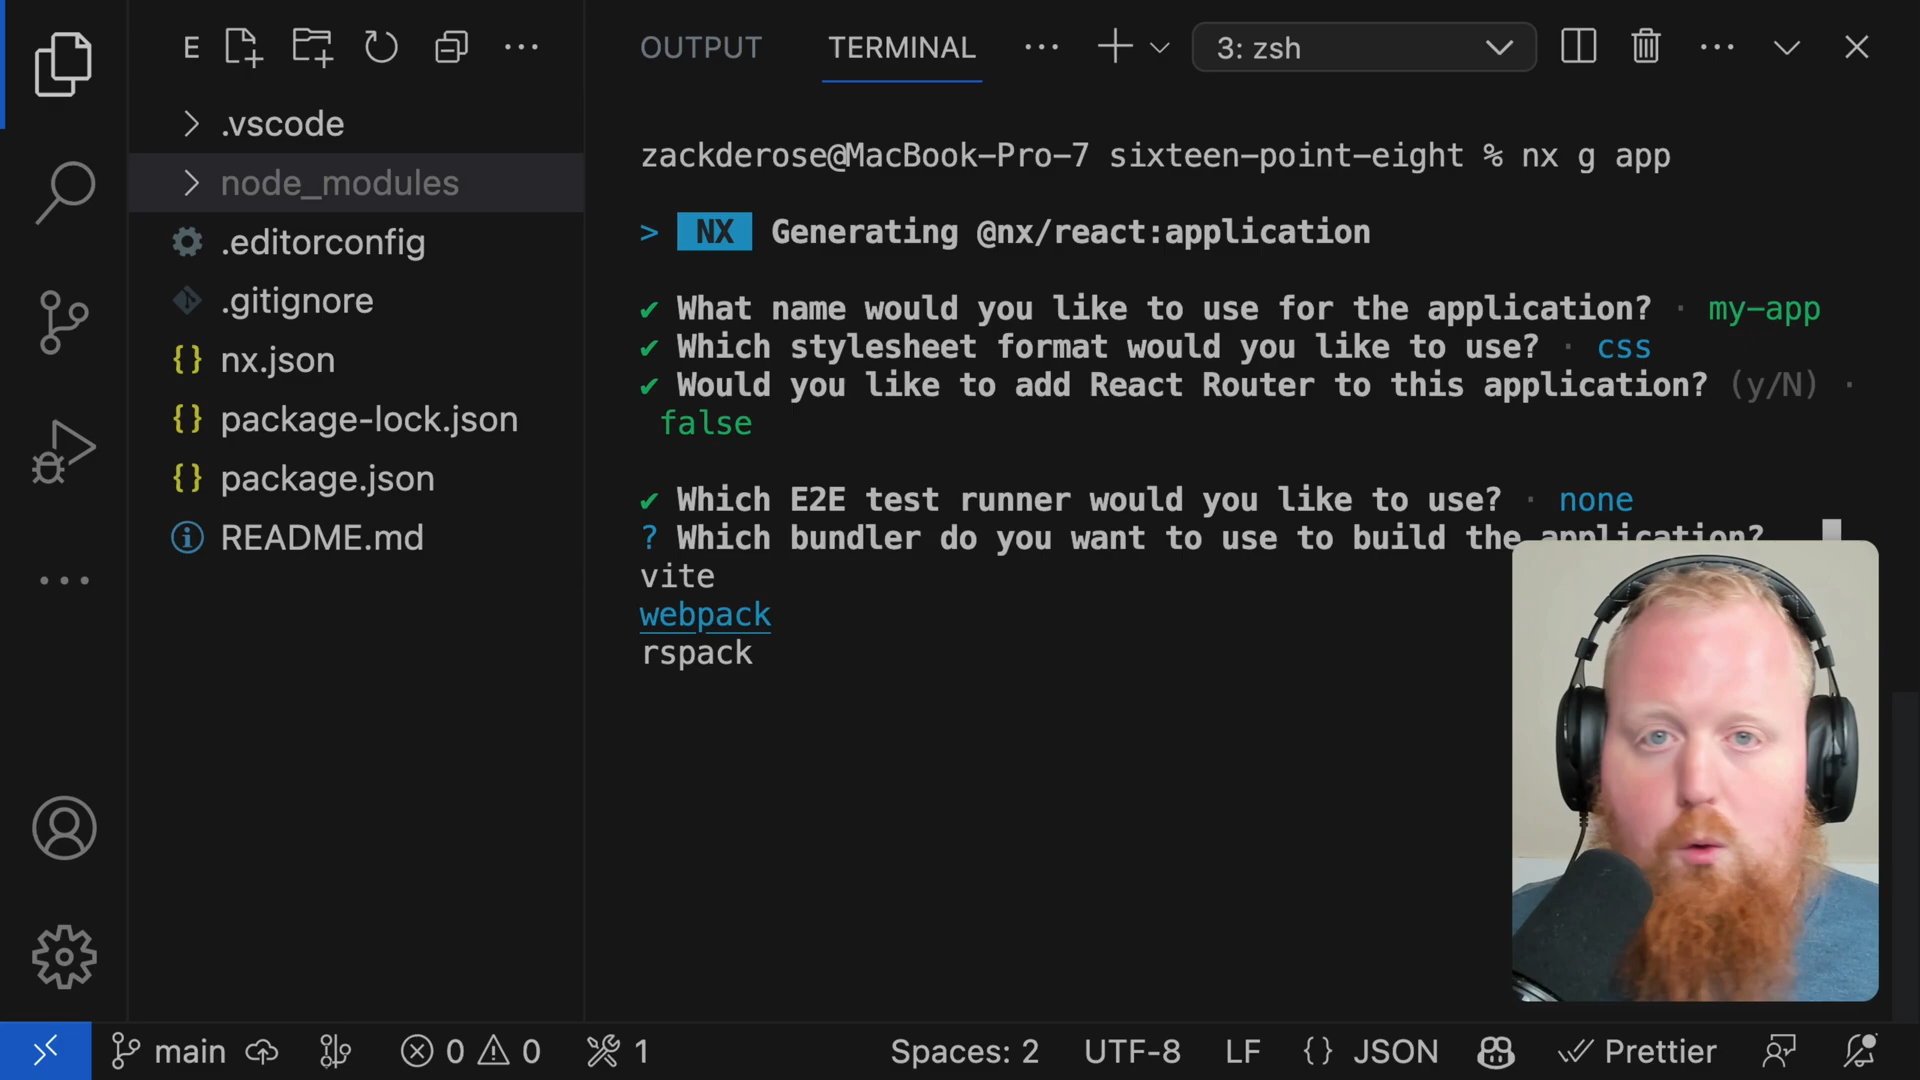 E
OUTPUT
TERMINAL
3: zsh
.vscode
node_modules
.editorconfig
.gitignore
nx.json
package-lock.json
package.json
README.md
zackderose@MacBook-Pro-7 sixteen-point-eight % nx g app
> NX Generating @nx/react:application
✔ What name would you like to use for the application? · my-app
✔ Which stylesheet format would you like to use? · css
✔ Would you like to add React Router to this application? (y/N) ·
false
✔ Which E2E test runner would you like to use? · none
? Which bundler do you want to use to build the application?
vite
webpack
rspack
main
0
0
1
Spaces: 2
UTF-8
LF
{} JSON
Prettier